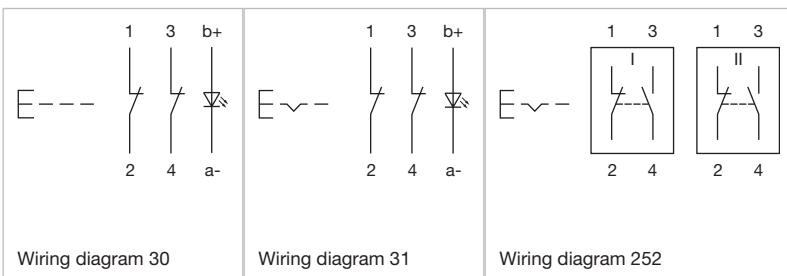 1 3 b+
2 4 a-
Wiring diagram 30
1 3 b+
2 4 a-
Wiring diagram 31
1 3 1 3
I II
2 4 2 4
Wiring diagram 252